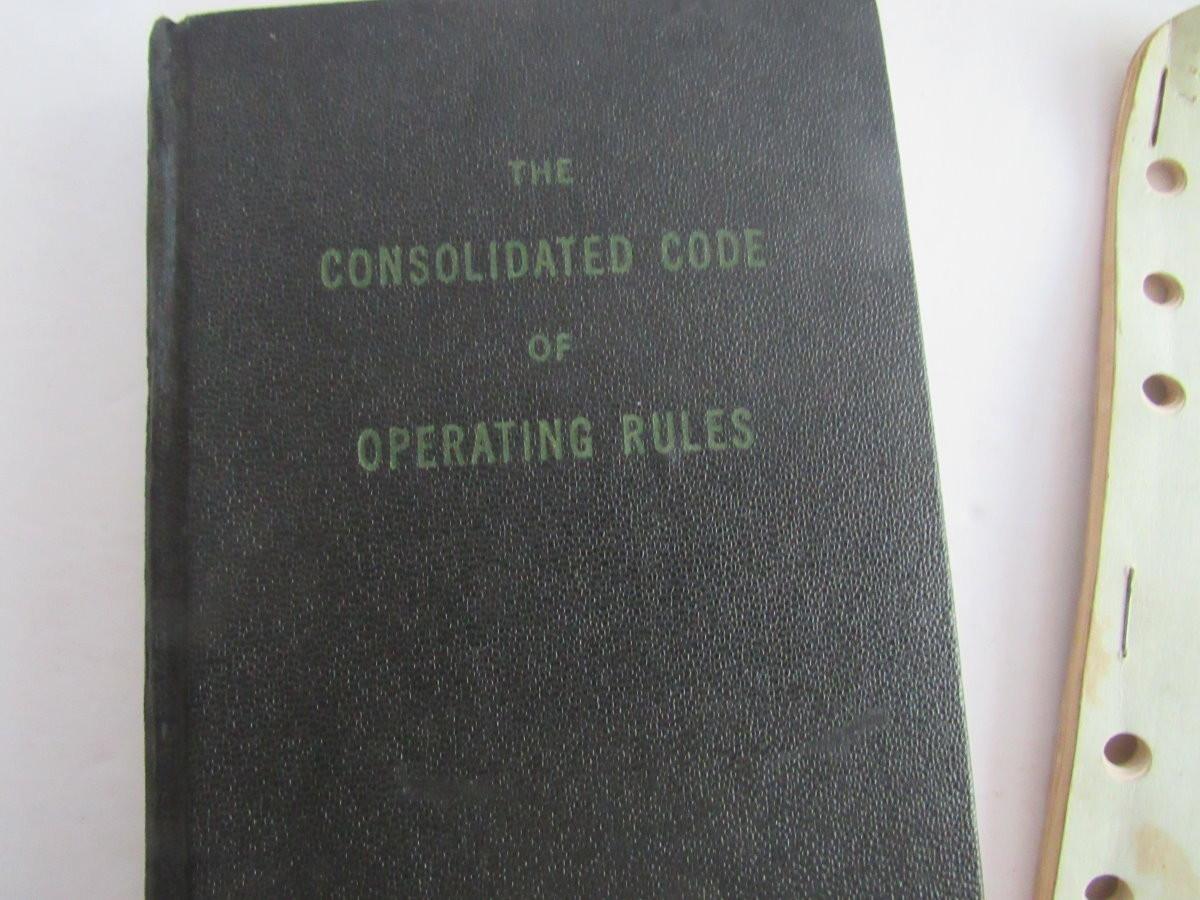 THE
CONSOLIDATED CODE
OF
OPERATING RULES